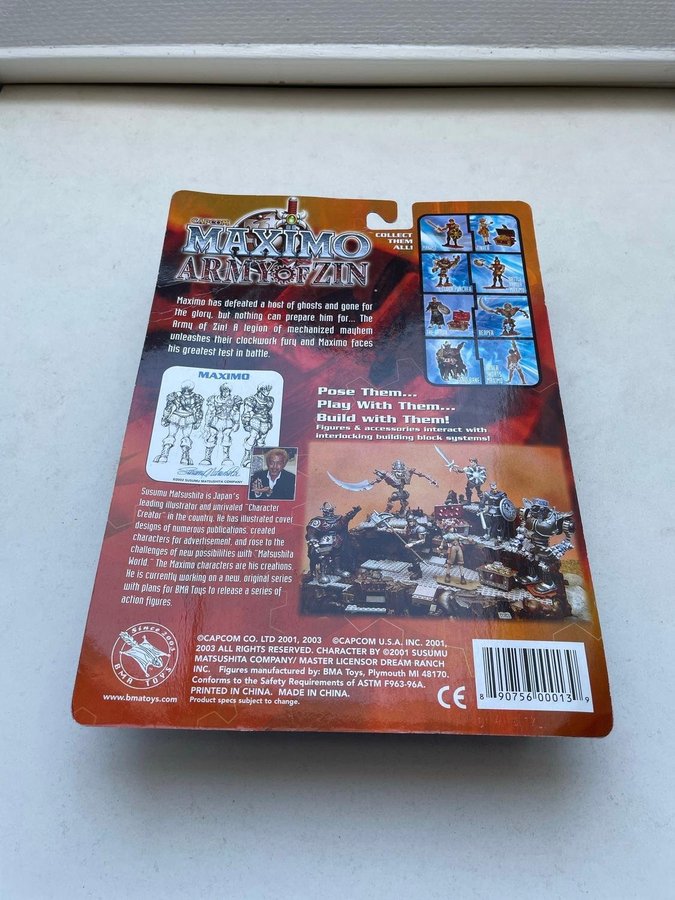 CAPCOM
MAXIMO
ARMY OF ZIN
COLLECT
THEM
ALL!
Maximo has defeated a host of ghosts and gone for
the glory, but nothing can prepare him for... The
Army of Zin! A legion of mechanized mayhem
unleashes their clockwork fury and Maximo faces
his greatest test in battle.
REAPER
MAXIMO
©2002 SUSUMU MATSUSHITA COMPANY
Pose Them...
Play With Them...
Build with Them!
Figures & accessories interact with
interlocking building block systems!
Susumu Matsushita is Japan's
leading illustrator and unrivaled "Character
Creator" in the country. He has illustrated cover
designs of numerous publications, created
characters for advertisement, and rose to the
challenges of new possibilities with "Matsushita
World." The Maximo characters are his creations.
He is currently working on a new, original series
with plans for BMA Toys to release a series of
action figures.
Since 2003
BMA TOYS
www.bmatoys.com
©CAPCOM CO. LTD 2001, 2003 ©CAPCOM U.S.A. INC. 2001,
2003 ALL RIGHTS RESERVED. CHARACTER BY ©2001 SUSUMU
MATSUSHITA COMPANY/ MASTER LICENSOR DREAM RANCH
INC. Figures manufactured by: BMA Toys, Plymouth MI 48170.
Conforms to the Safety Requirements of ASTM F963-96A.
PRINTED IN CHINA. MADE IN CHINA.
Product specs subject to change.
CE
8 90756 00013 9